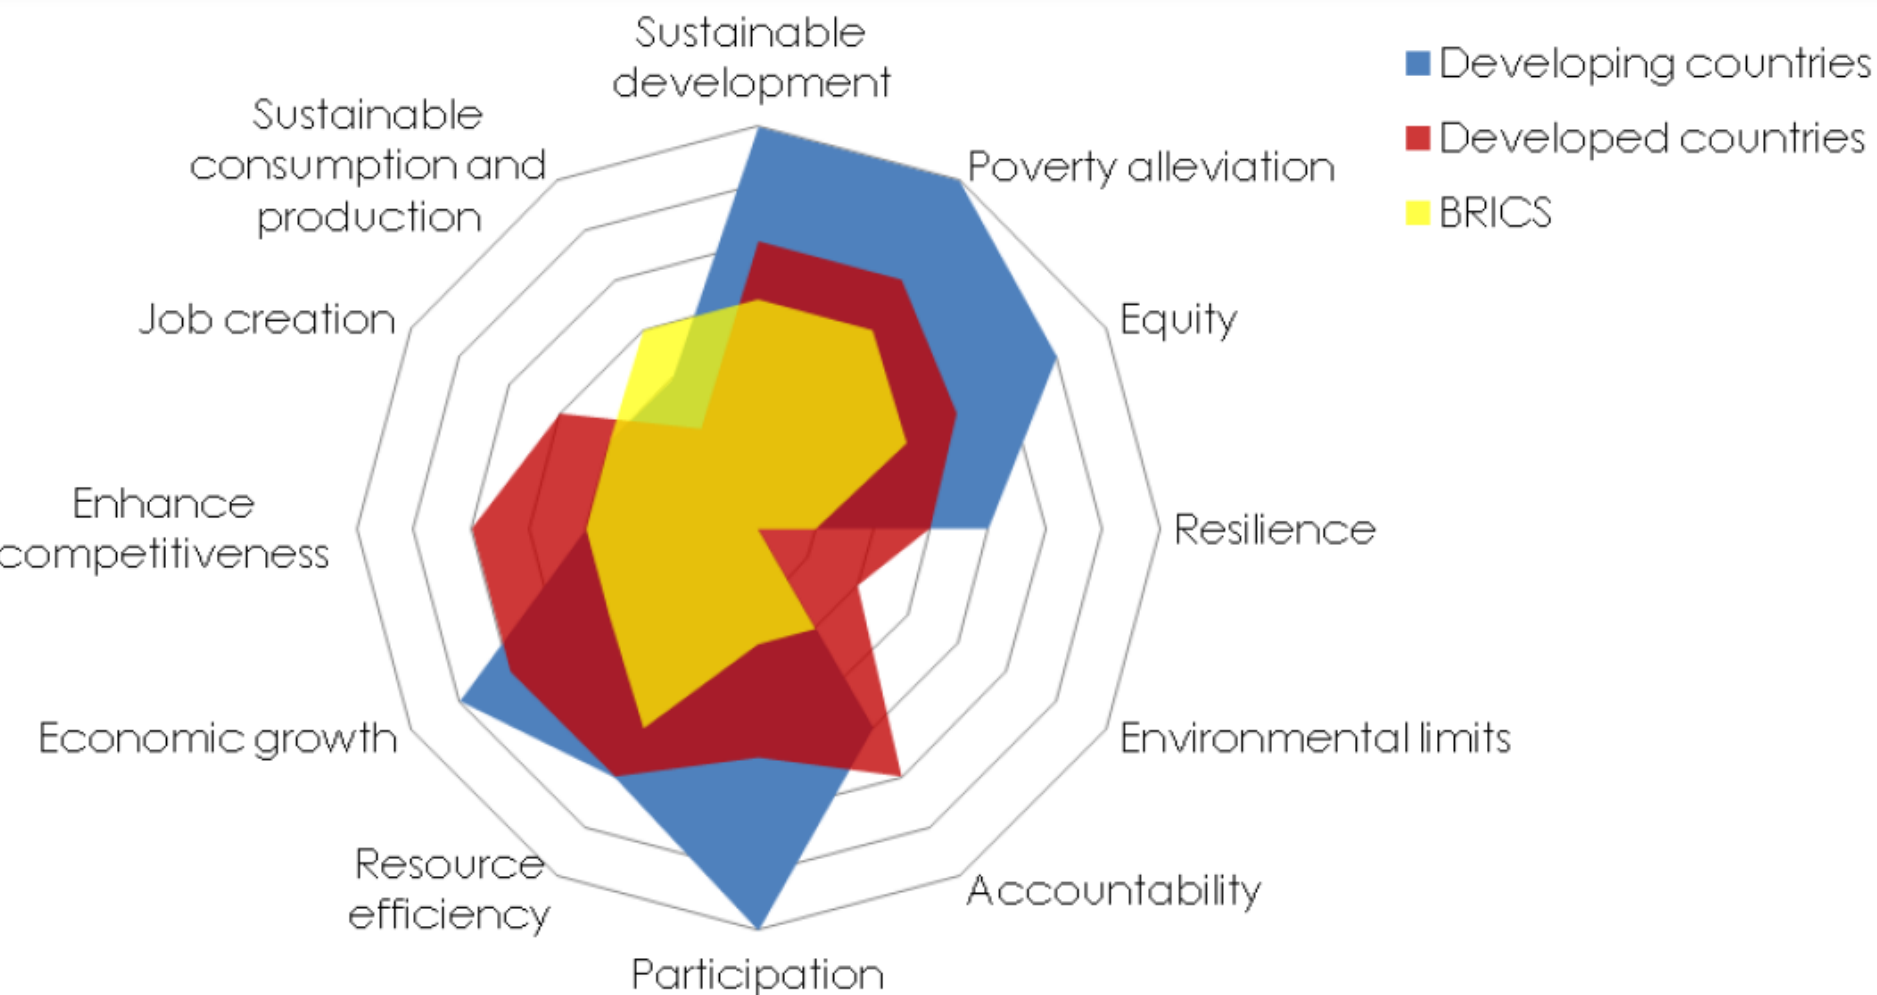 Sustainable
development
Poverty alleviation
Equity
Resilience
Environmental limits
Accountability
Participation
Resource
efficiency
Economic growth
Enhance
competitiveness
Job creation
Sustainable
consumption and
production
Developing countries
Developed countries
BRICS